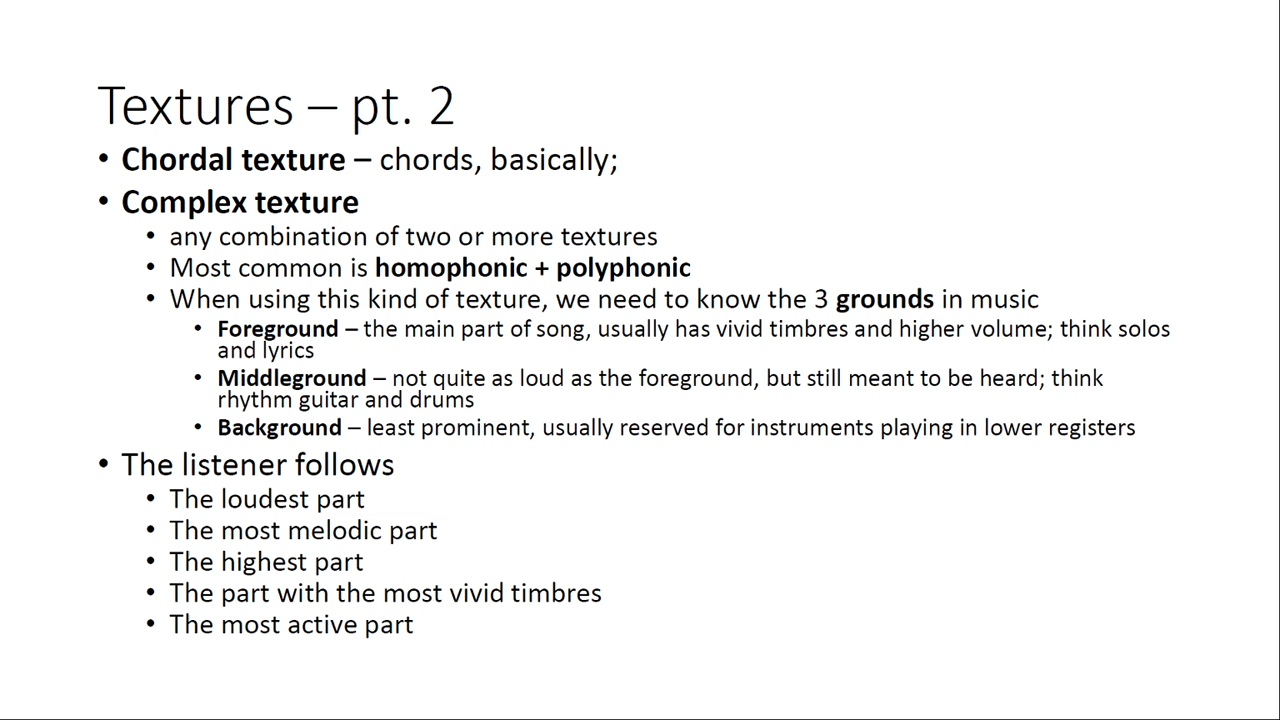 Textures – pt. 2
• Chordal texture – chords, basically;
• Complex texture
• any combination of two or more textures
• Most common is homophonic + polyphonic
• When using this kind of texture, we need to know the 3 grounds in music
• Foreground – the main part of song, usually has vivid timbres and higher volume; think solos
and lyrics
• Middleground – not quite as loud as the foreground, but still meant to be heard; think
rhythm guitar and drums
• Background – least prominent, usually reserved for instruments playing in lower registers
• The listener follows
• The loudest part
• The most melodic part
• The highest part
• The part with the most vivid timbres
• The most active part